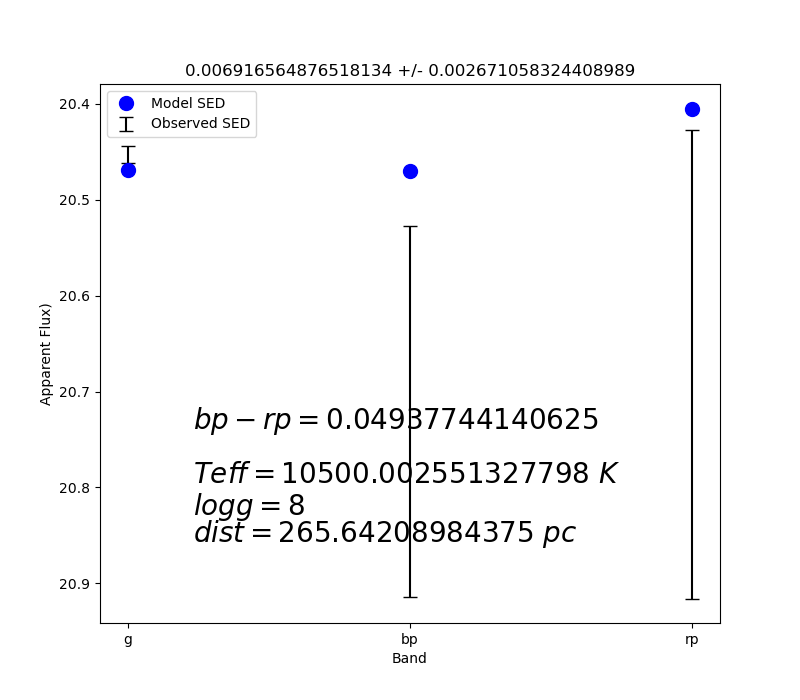 0.006916564876518134 +/- 0.002671058324408989
Model SED
Observed SED
20.4
20.5
20.6
20.7
20.8
20.9
Apparent Flux)
bp − rp = 0.04937744140625
Teff = 10500.002551327798 K
logg = 8
dist = 265.64208984375 pc
g bp rp
Band